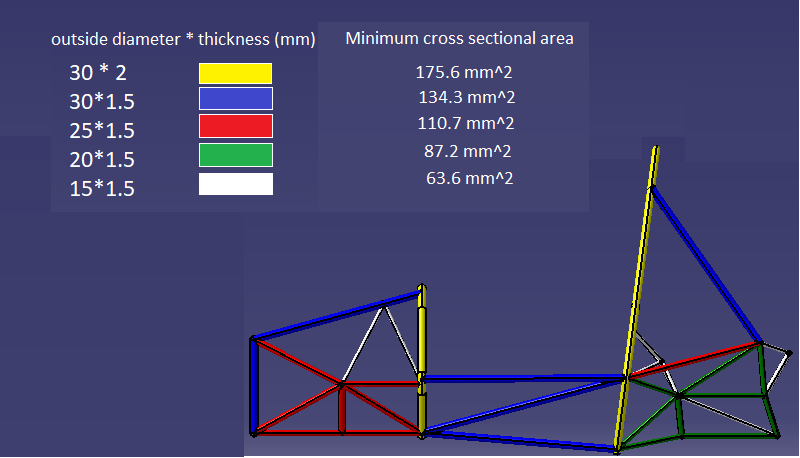 outside diameter * thickness (mm) Minimum cross sectional area
30 * 2 175.6 mm^2
30*1.5 134.3 mm^2
25*1.5 110.7 mm^2
20*1.5 87.2 mm^2
15*1.5 63.6 mm^2